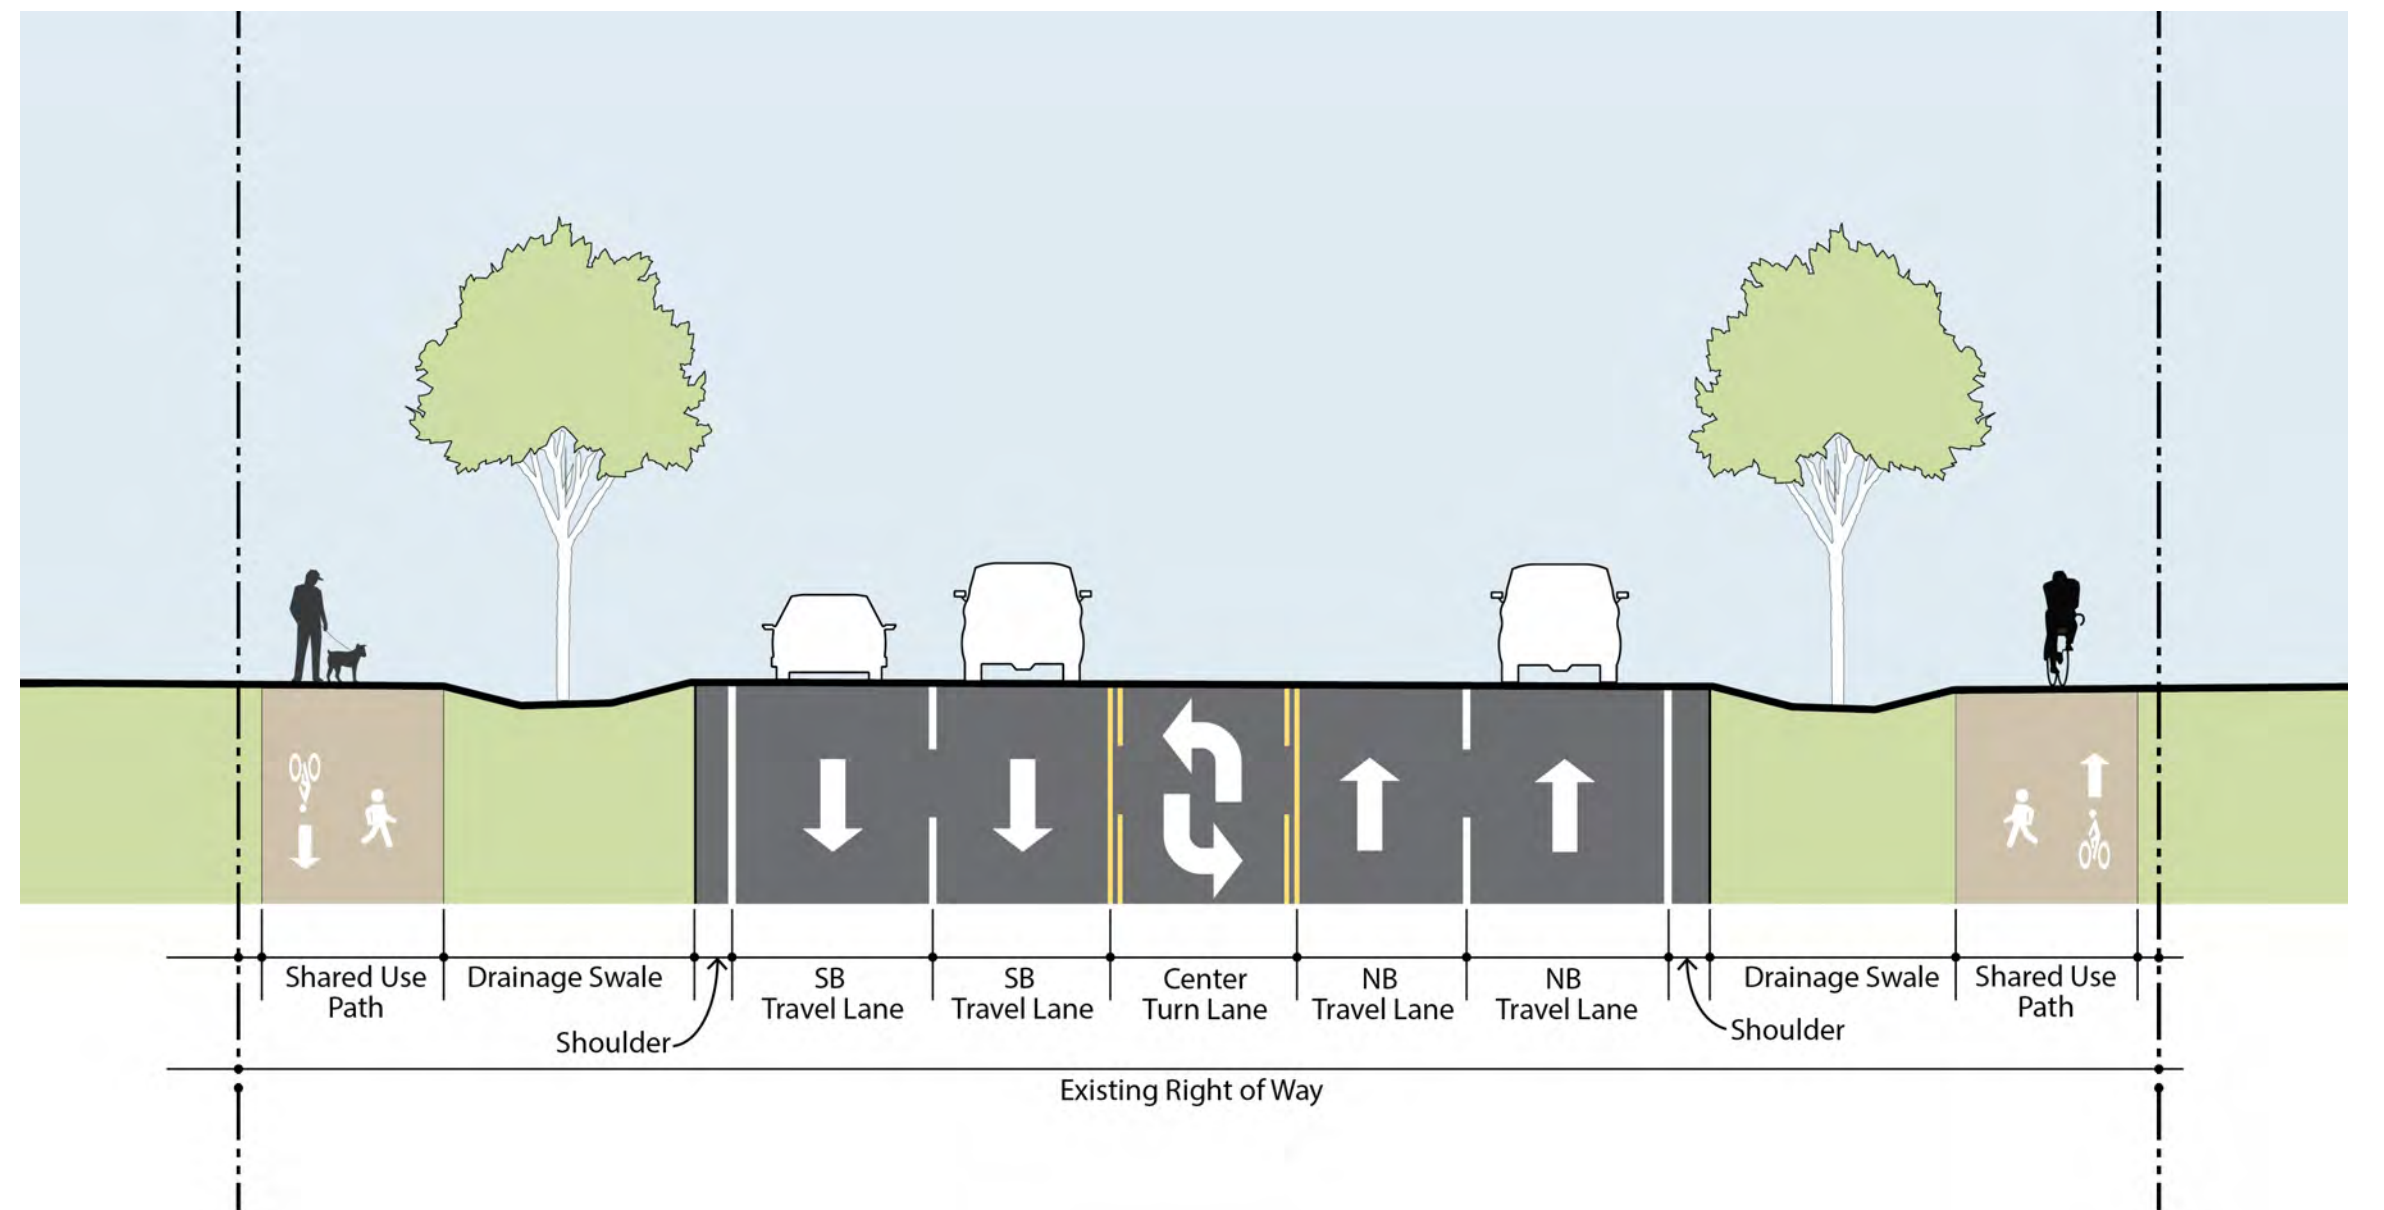 Shared Use
Path
Drainage Swale
Shoulder
SB
Travel Lane
SB
Travel Lane
Center
Turn Lane
NB
Travel Lane
NB
Travel Lane
Shoulder
Drainage Swale
Shared Use
Path
Existing Right of Way